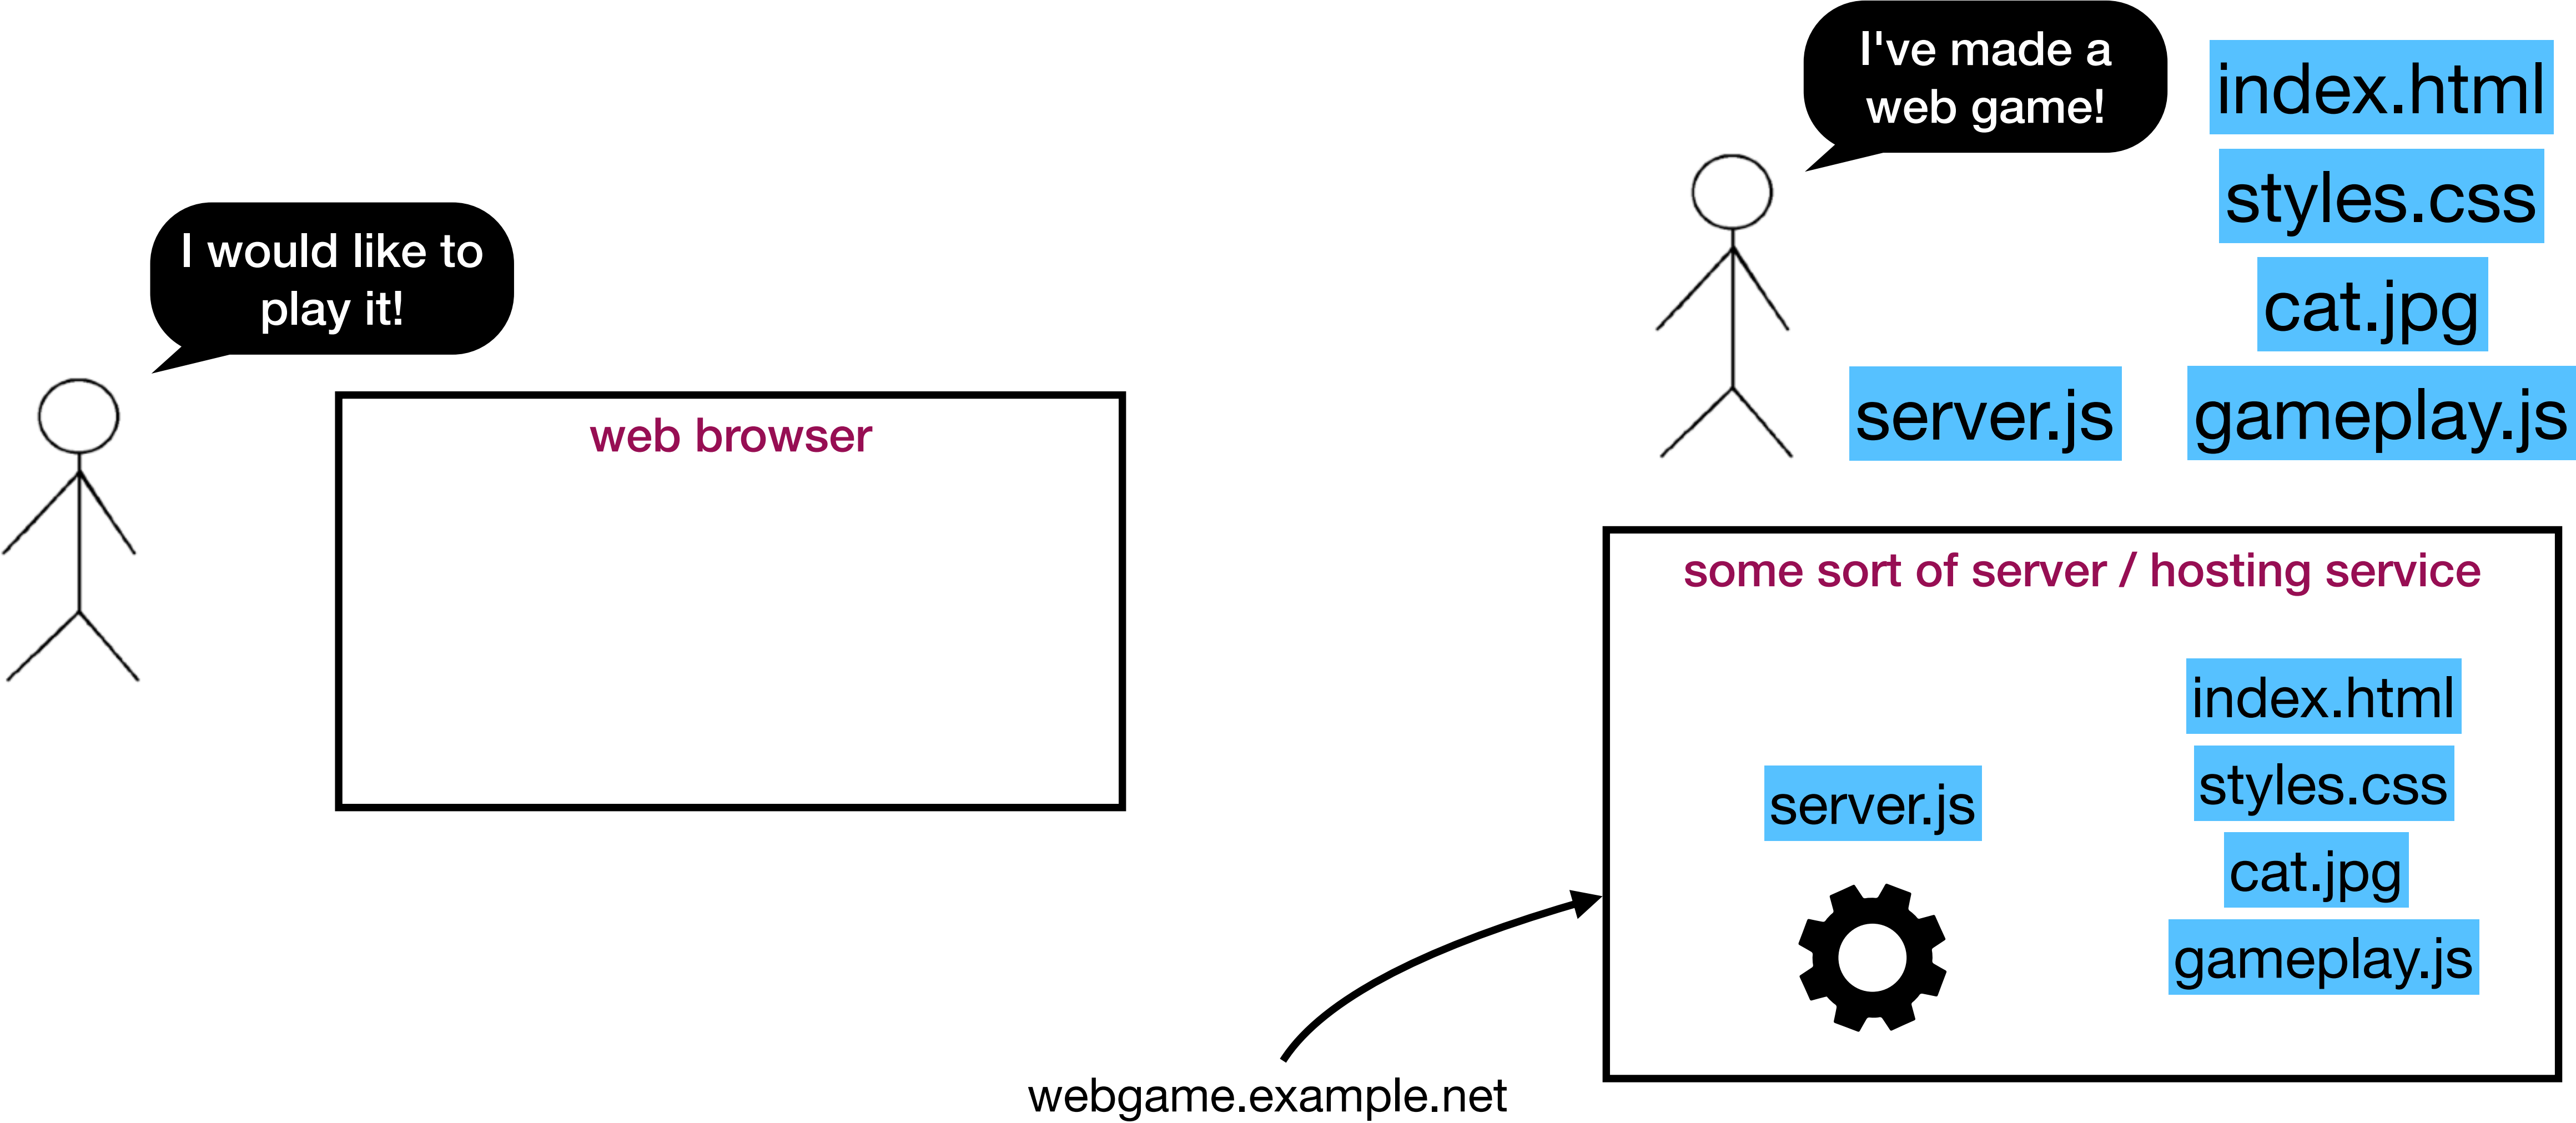 I've made a
web game!
index.html
styles.css
cat.jpg
server.js
gameplay.js
I would like to
play it!
web browser
some sort of server / hosting service
index.html
styles.css
server.js
cat.jpg
gameplay.js
webgame.example.net